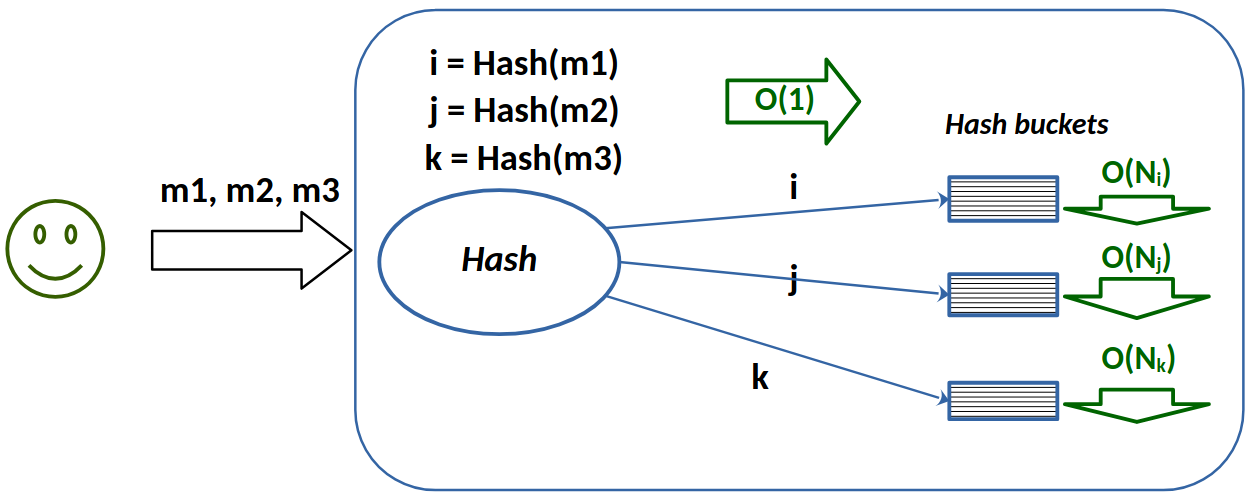 i = Hash(m1)
j = Hash(m2)
k = Hash(m3)
O(1)
Hash buckets
m1, m2, m3
Hash
i
j
k
O(Nᵢ)
O(Nⱼ)
O(Nₖ)